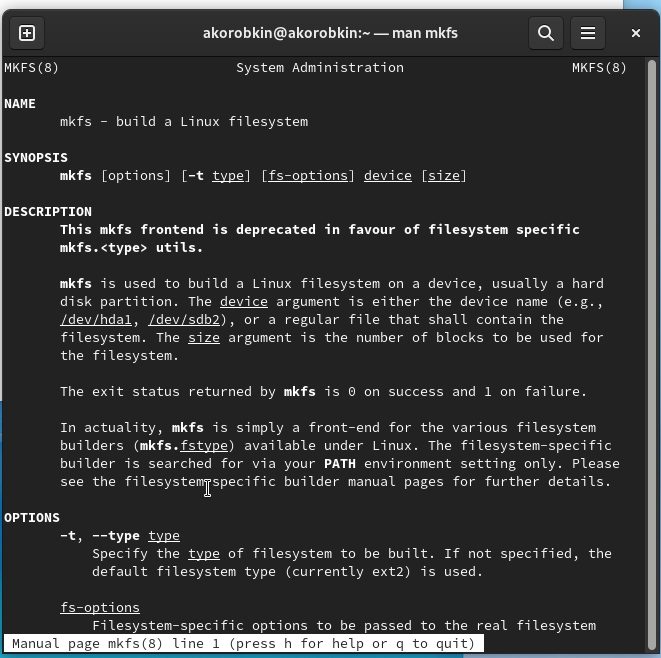 akorobkin@akorobkin:~ — man mkfs
MKFS(8) System Administration MKFS(8)
NAME
mkfs - build a Linux filesystem
SYNOPSIS
mkfs [options] [-t type] [fs-options] device [size]
DESCRIPTION
This mkfs frontend is deprecated in favour of filesystem specific
mkfs.<type> utils.
mkfs is used to build a Linux filesystem on a device, usually a hard
disk partition. The device argument is either the device name (e.g.,
/dev/hda1, /dev/sdb2), or a regular file that shall contain the
filesystem. The size argument is the number of blocks to be used for
the filesystem.
The exit status returned by mkfs is 0 on success and 1 on failure.
In actuality, mkfs is simply a front-end for the various filesystem
builders (mkfs.fstype) available under Linux. The filesystem-specific
builder is searched for via your PATH environment setting only. Please
see the filesystem-specific builder manual pages for further details.
OPTIONS
-t, --type type
Specify the type of filesystem to be built. If not specified, the
default filesystem type (currently ext2) is used.
fs-options
Filesystem-specific options to be passed to the real filesystem
Manual page mkfs(8) line 1 (press h for help or q to quit)